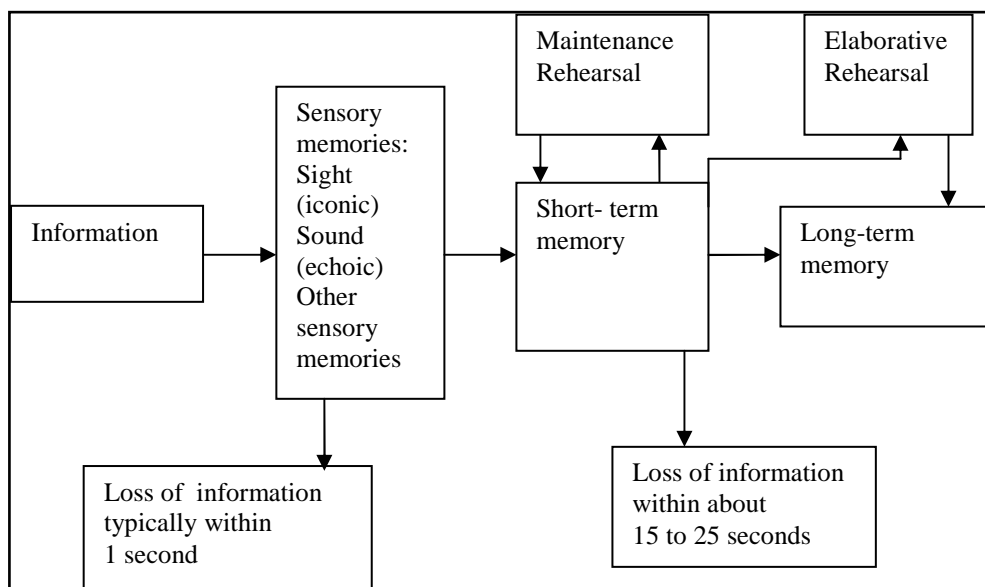 Maintenance
Rehearsal
Elaborative
Rehearsal
Sensory
memories:
Sight
(iconic)
Sound
(echoic)
Other
sensory
memories
Information
Short- term
memory
Long-term
memory
Loss of  information
typically within
1 second
Loss of information
within about
15 to 25 seconds